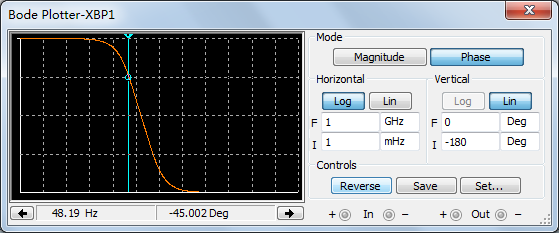 Bode Plotter-XBP1
Mode
Magnitude Phase
Horizontal Vertical
Log Lin Log Lin
F 1 GHz F 0 Deg
I 1 mHz I -180 Deg
Controls
Reverse Save Set...
48.19 Hz -45.002 Deg
+ In − + Out −